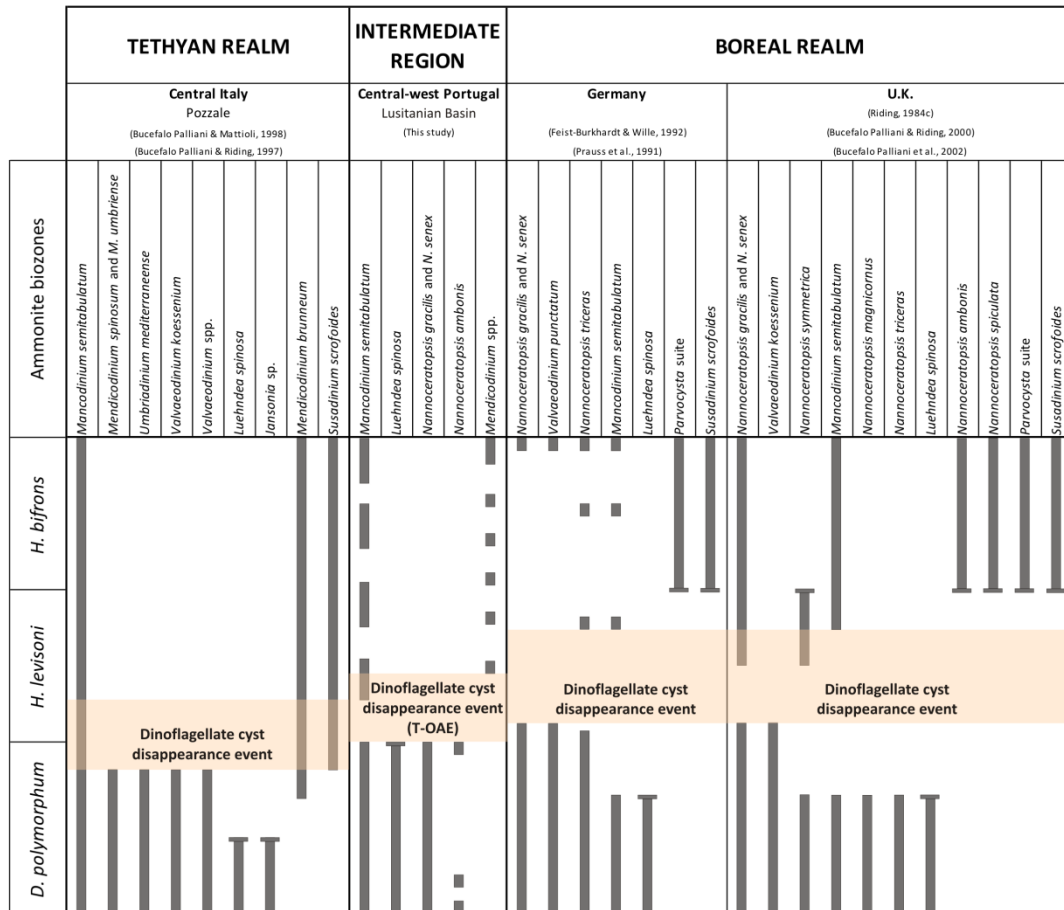 TETHYAN REALM
INTERMEDIATE
REGION
BOREAL REALM
Central Italy
Pozzale
(Bucefalo Palliani & Mattioli, 1998)
(Bucefalo Palliani & Riding, 1997)
Central-west Portugal
Lusitanian Basin
(This study)
Germany
(Feist-Burkhardt & Wille, 1992)
(Prauss et al., 1991)
U.K.
(Riding, 1984c)
(Bucefalo Palliani & Riding, 2000)
(Bucefalo Palliani et al., 2002)
Ammonite biozones
Mancodinium semitabulatum
Mendicodinium spinosum and M. umbriense
Umbriadinium mediterraneense
Valvaeodinium koessenium
Valvaeodinium spp.
Luehndea spinosa
Jansonia sp.
Mendicodinium brunneum
Susadinium scrofoides
Mancodinium semitabulatum
Luehndea spinosa
Nannoceratopsis gracilis and N. senex
Nannoceratopsis ambonis
Mendicodinium spp.
Nannoceratopsis gracilis and N. senex
Valvaeodinium punctatum
Nannoceratopsis triceras
Mancodinium semitabulatum
Luehndea spinosa
Parvocysta suite
Susadinium scrofoides
Nannoceratopsis gracilis and N. senex
Valvaeodinium koessenium
Nannoceratopsis symmetrica
Mancodinium semitabulatum
Nannoceratopsis magnicornus
Nannoceratopsis triceras
Luehndea spinosa
Nannoceratopsis ambonis
Nannoceratopsis spiculata
Parvocysta suite
Susadinium scrofoides
H. bifrons
H. levisoni
D. polymorphum
Dinoflagellate cyst
disappearance event
Dinoflagellate cyst
disappearance event
(T-OAE)
Dinoflagellate cyst
disappearance event
Dinoflagellate cyst
disappearance event